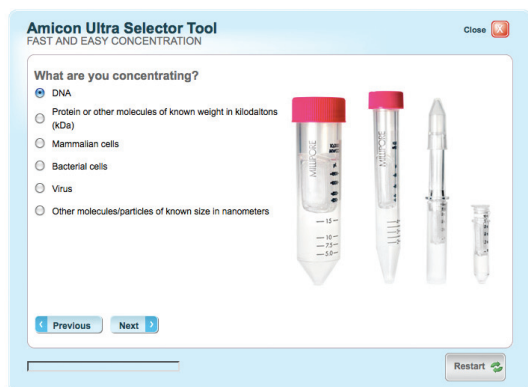 Amicon Ultra Selector Tool
FAST AND EASY CONCENTRATION
Close X
What are you concentrating?
DNA
Protein or other molecules of known weight in kilodaltons
(kDa)
Mammalian cells
Bacterial cells
Virus
Other molecules/particles of known size in nanometers
MILLIPORE
MILLIPORE
15
10
7.5
5.0
Previous
Next
Restart